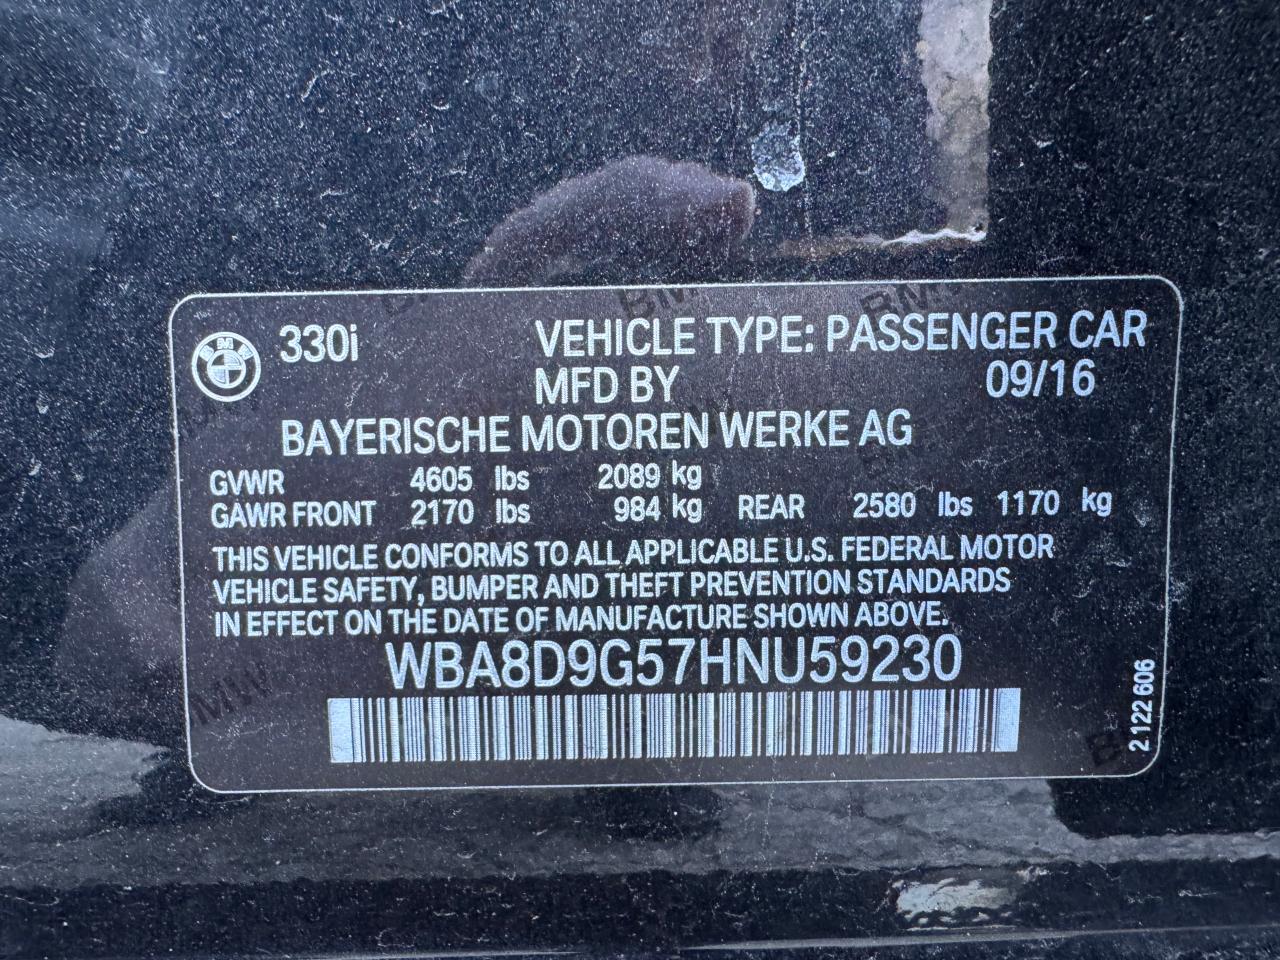 BMW 330i VEHICLE TYPE: PASSENGER CAR
MFD BY 09/16
BAYERISCHE MOTOREN WERKE AG
GVWR 4605 lbs 2089 kg
GAWR FRONT 2170 lbs 984 kg REAR 2580 lbs 1170 kg
THIS VEHICLE CONFORMS TO ALL APPLICABLE U.S. FEDERAL MOTOR
VEHICLE SAFETY, BUMPER AND THEFT PREVENTION STANDARDS
IN EFFECT ON THE DATE OF MANUFACTURE SHOWN ABOVE.
WBA8D9G57HNU59230
2 122 606